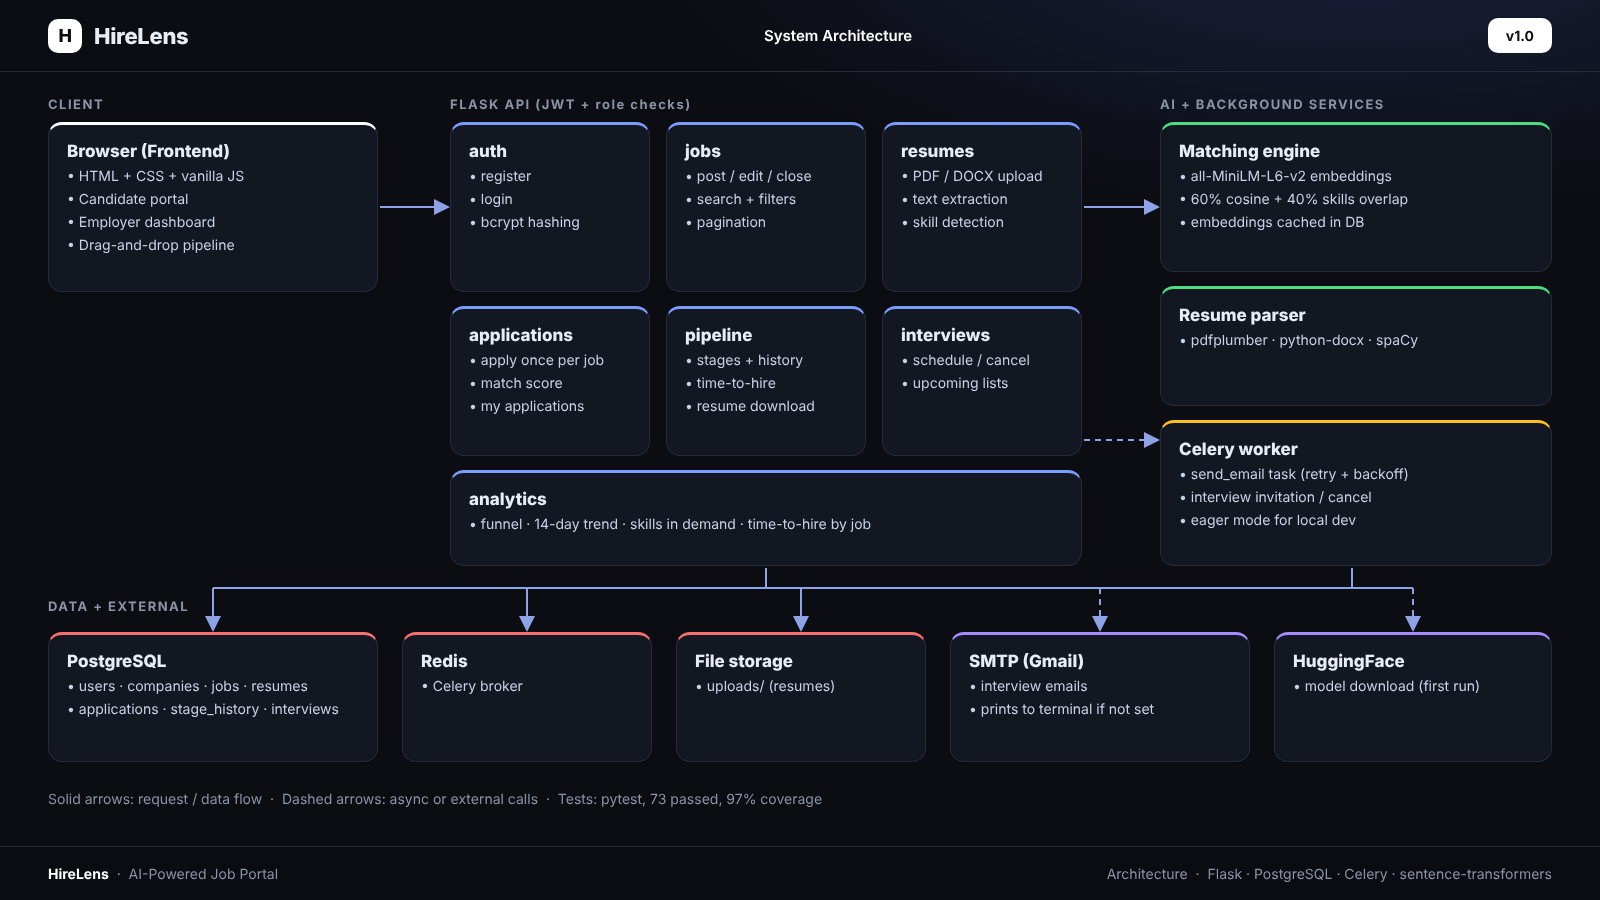 H HireLens
System Architecture
v1.0
CLIENT
Browser (Frontend)
• HTML + CSS + vanilla JS
• Candidate portal
• Employer dashboard
• Drag-and-drop pipeline
FLASK API (JWT + role checks)
auth
• register
• login
• bcrypt hashing
jobs
• post / edit / close
• search + filters
• pagination
resumes
• PDF / DOCX upload
• text extraction
• skill detection
applications
• apply once per job
• match score
• my applications
pipeline
• stages + history
• time-to-hire
• resume download
interviews
• schedule / cancel
• upcoming lists
analytics
• funnel · 14-day trend · skills in demand · time-to-hire by job
AI + BACKGROUND SERVICES
Matching engine
• all-MiniLM-L6-v2 embeddings
• 60% cosine + 40% skills overlap
• embeddings cached in DB
Resume parser
• pdfplumber · python-docx · spaCy
Celery worker
• send_email task (retry + backoff)
• interview invitation / cancel
• eager mode for local dev
DATA + EXTERNAL
PostgreSQL
• users · companies · jobs · resumes
• applications · stage_history · interviews
Redis
• Celery broker
File storage
• uploads/ (resumes)
SMTP (Gmail)
• interview emails
• prints to terminal if not set
HuggingFace
• model download (first run)
Solid arrows: request / data flow · Dashed arrows: async or external calls · Tests: pytest, 73 passed, 97% coverage
HireLens · AI-Powered Job Portal
Architecture · Flask · PostgreSQL · Celery · sentence-transformers